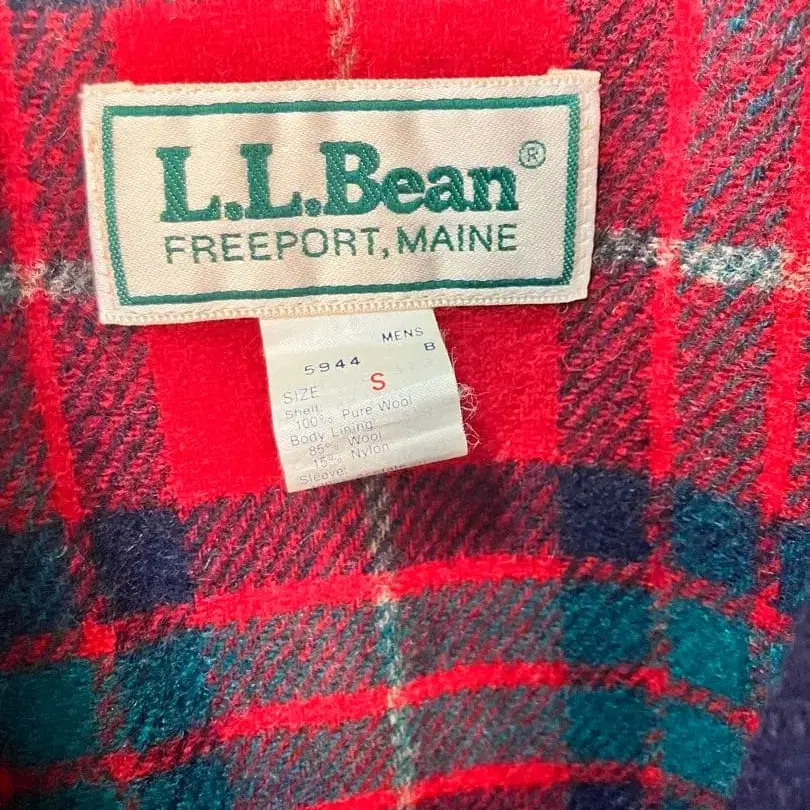 L.L.Bean®
FREEPORT, MAINE
MENS
5944 B
SIZE S
Shell:
100% Pure Wool
Body Lining
85% Wool
15% Nylon
Sleeve: